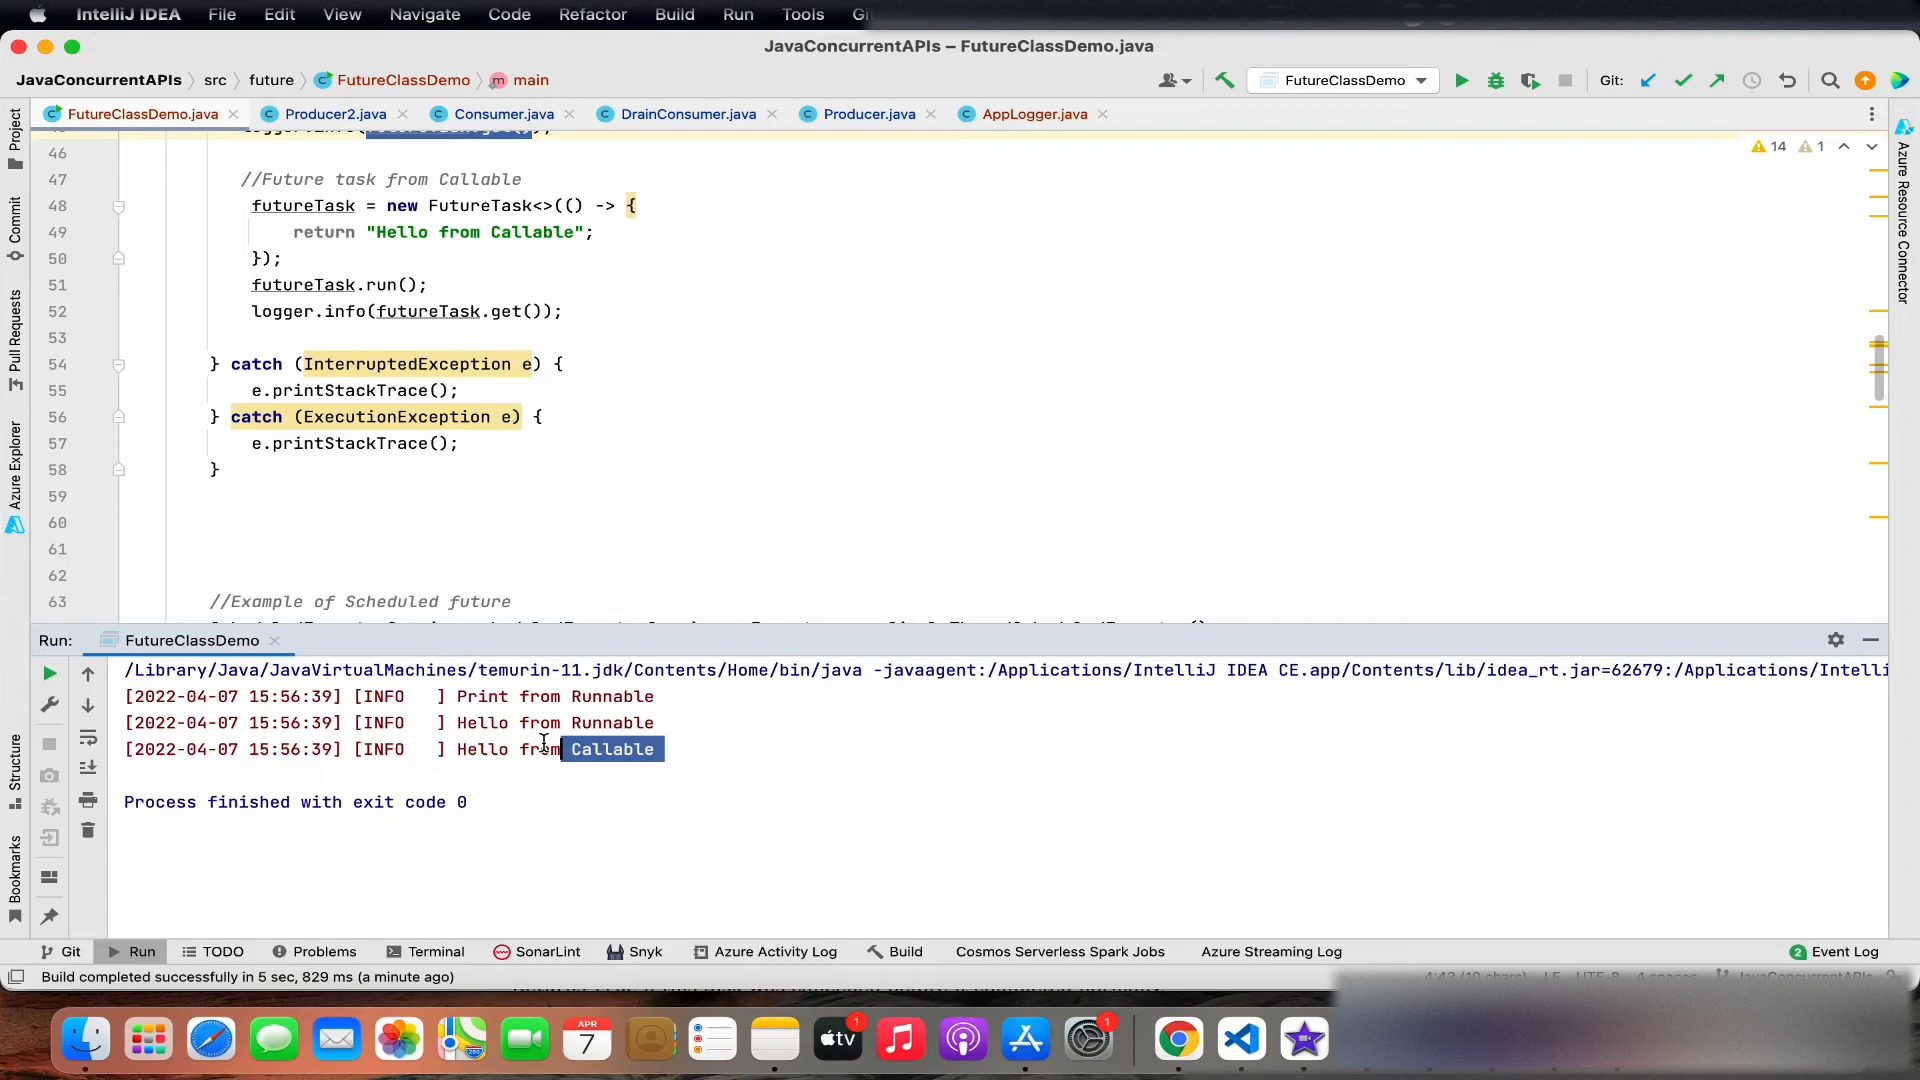 IntelliJ IDEA File Edit View Navigate Code Refactor Build Run Tools
JavaConcurrentAPIs – FutureClassDemo.java
JavaConcurrentAPIs src future FutureClassDemo main
FutureClassDemo Git:
FutureClassDemo.java Producer2.java Consumer.java DrainConsumer.java Producer.java AppLogger.java
14 1
46
47 //Future task from Callable
48 futureTask = new FutureTask<>(() -> {
49 return "Hello from Callable";
50 });
51 futureTask.run();
52 logger.info(futureTask.get());
53
54 } catch (InterruptedException e) {
55 e.printStackTrace();
56 } catch (ExecutionException e) {
57 e.printStackTrace();
58 }
59
60
61
62
63 //Example of Scheduled future
Project
Commit
Pull Requests
Azure Explorer
Structure
Bookmarks
Azure Resource Connector
Run: FutureClassDemo
/Library/Java/JavaVirtualMachines/temurin-11.jdk/Contents/Home/bin/java -javaagent:/Applications/IntelliJ IDEA CE.app/Contents/lib/idea_rt.jar=62679:/Applications/Intelli
[2022-04-07 15:56:39] [INFO   ] Print from Runnable
[2022-04-07 15:56:39] [INFO   ] Hello from Runnable
[2022-04-07 15:56:39] [INFO   ] Hello from Callable
Process finished with exit code 0
Git Run TODO Problems Terminal SonarLint Snyk Azure Activity Log Build Cosmos Serverless Spark Jobs Azure Streaming Log 2 Event Log
Build completed successfully in 5 sec, 829 ms (a minute ago)
APR
7
280
tv
1
1